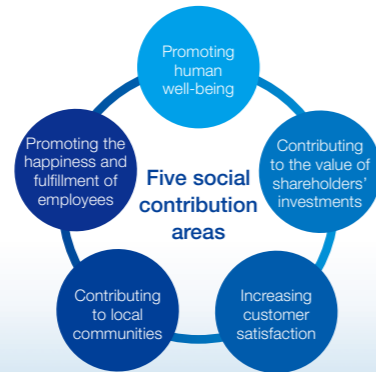 Promoting
human
well-being
Contributing
to the value of
shareholders'
investments
Increasing
customer
satisfaction
Contributing
to local
communities
Promoting the
happiness and
fulfillment of
employees
Five social
contribution
areas